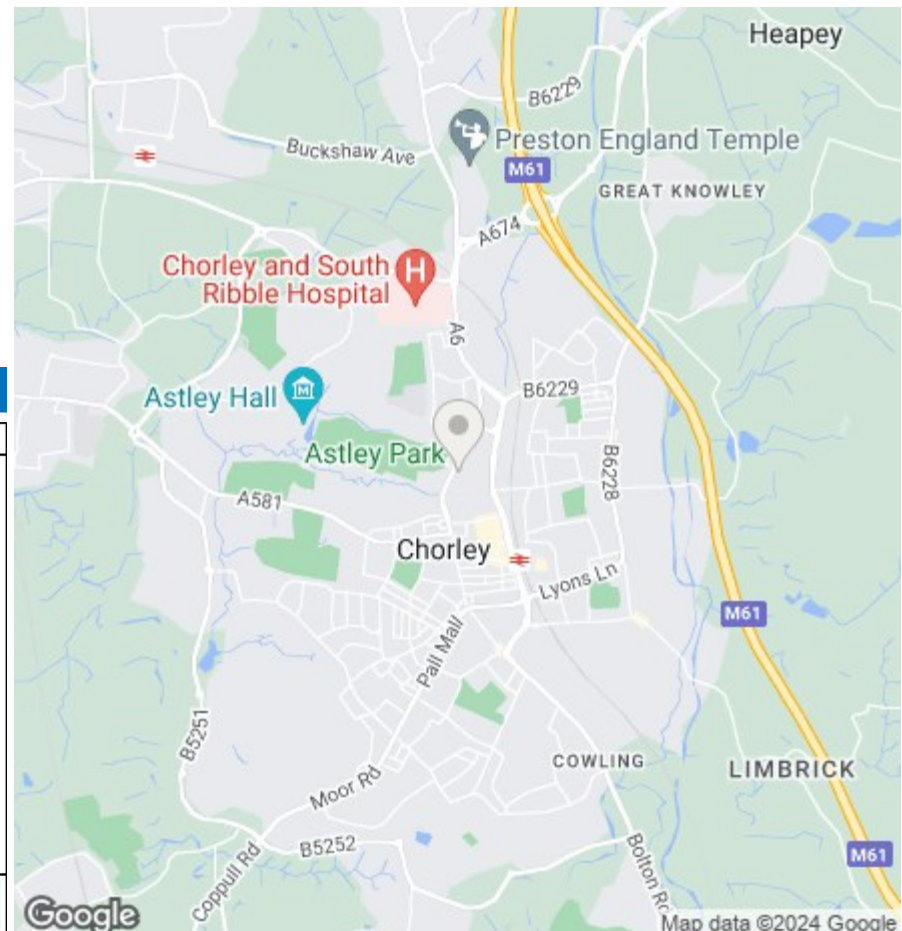 Heapey
B6229
Buckshaw Ave
Preston England Temple
M61
GREAT KNOWLEY
A674
Chorley and South
Ribble Hospital
H
A6
Astley Hall
M
B6229
Astley Park
B6228
A581
Chorley
Lyons Ln
M61
Pall Mall
B5251
COWLING
LIMBRICK
Moor Rd
B5252
Coppull Rd
Bolton Rd
M61
Google
Map data ©2024 Google